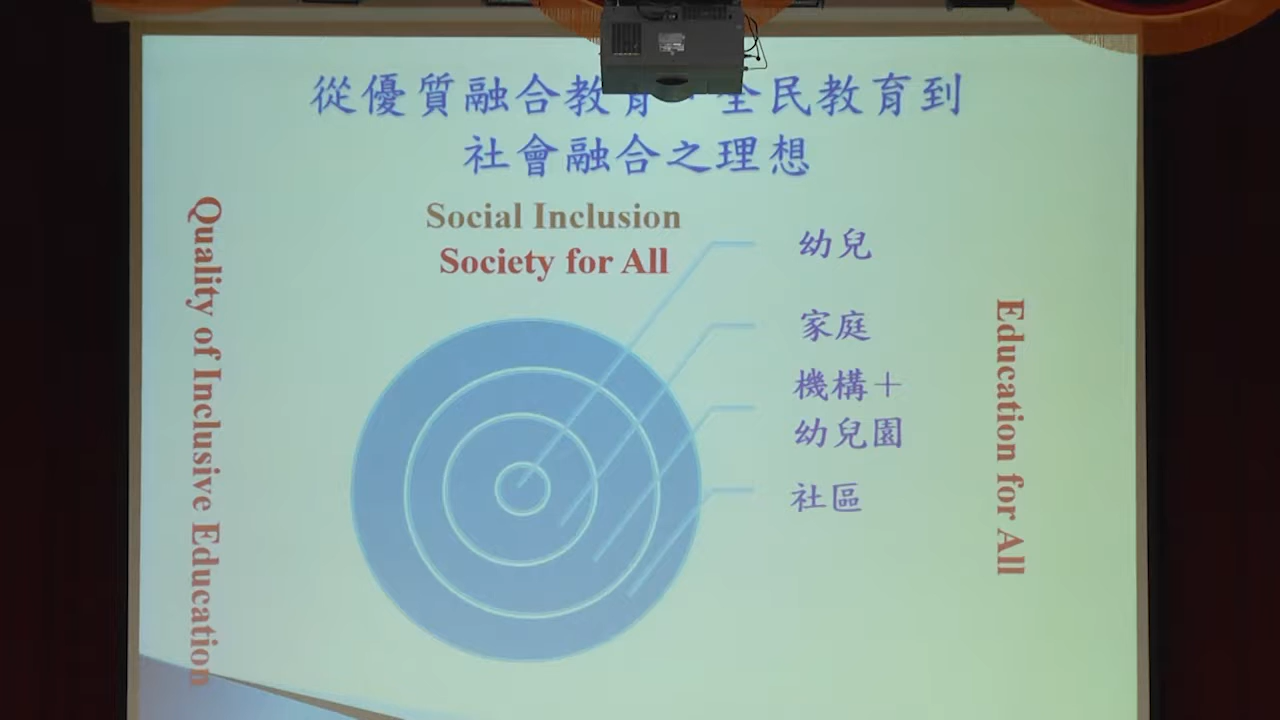 從優質融合教育、全民教育到
社會融合之理想
Social Inclusion
Society for All
Quality of Inclusive Education
幼兒
家庭
機構＋
幼兒園
社區
Education for All